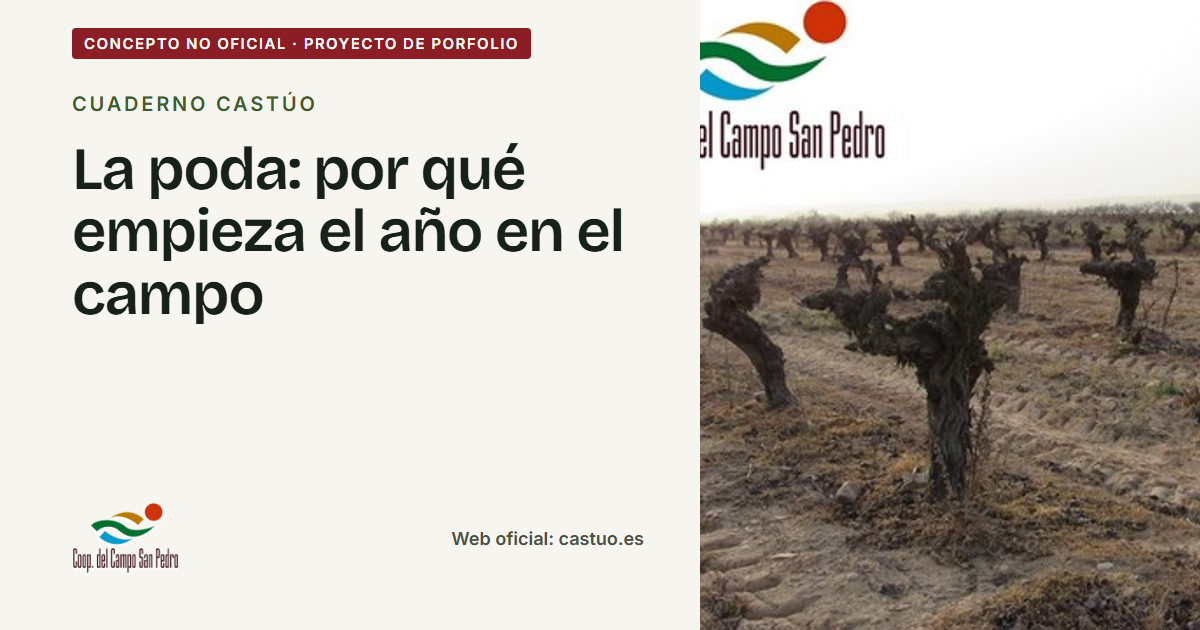 CONCEPTO NO OFICIAL · PROYECTO DE PORFOLIO
CUADERNO CASTÚO
La poda: por qué
empieza el año en el
campo
Coop. del Campo San Pedro
Web oficial: castuo.es
el Campo San Pedro